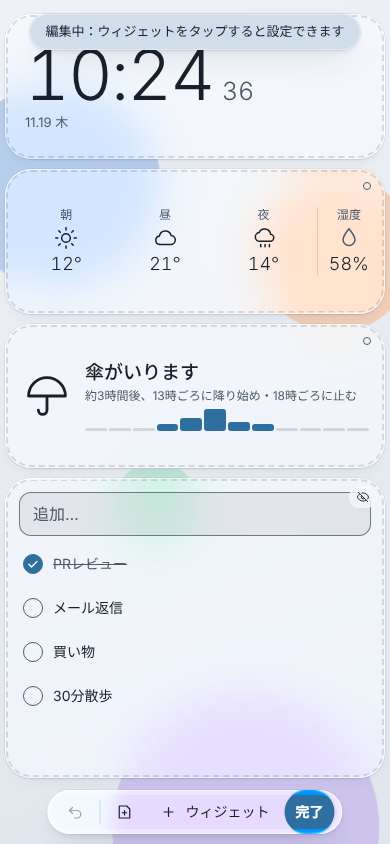 編集中：ウィジェットをタップすると設定できます
10:24 36
11.19 木
朝 昼 夜 湿度
12° 21° 14° 58%
傘がいります
約3時間後、13時ごろに降り始め・18時ごろに止む
追加...
PRレビュー
メール返信
買い物
30分散歩
ウィジェット 完了